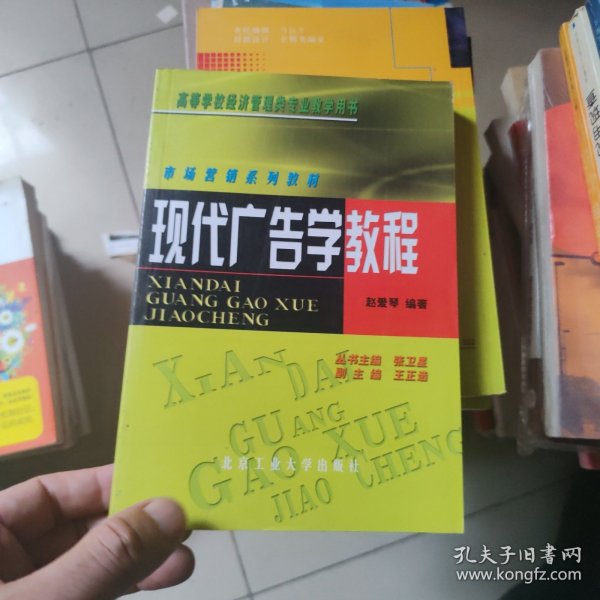 高等学校经济管理类专业教学用书
市场营销系列教材
现代广告学教程
XIANDAI
GUANG GAO XUE
JIAOCHENG
赵爱琴 编著
丛书主编 张卫星
副主编
XIAN DAI
GUANG
GAO XUE
JIAO CHENG
北京工业大学出版社
孔夫子旧书网
www.kongfz.com